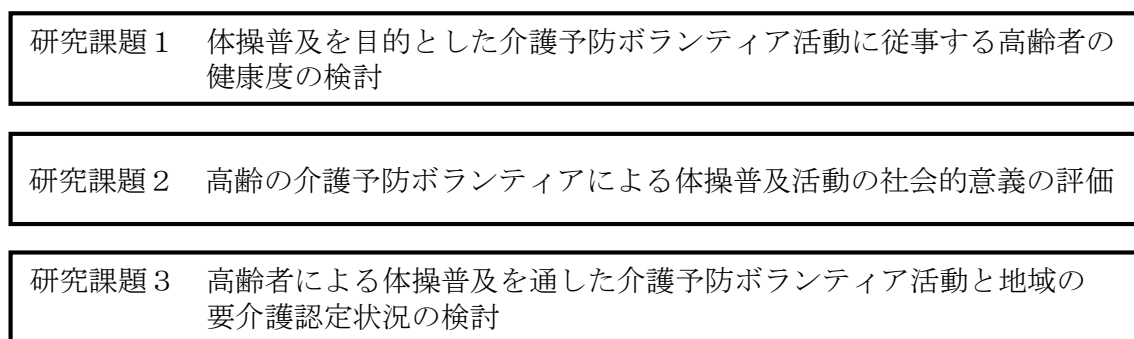 研究課題１　体操普及を目的とした介護予防ボランティア活動に従事する高齢者の
健康度の検討
研究課題２　高齢の介護予防ボランティアによる体操普及活動の社会的意義の評価
研究課題３　高齢者による体操普及を通した介護予防ボランティア活動と地域の
要介護認定状況の検討